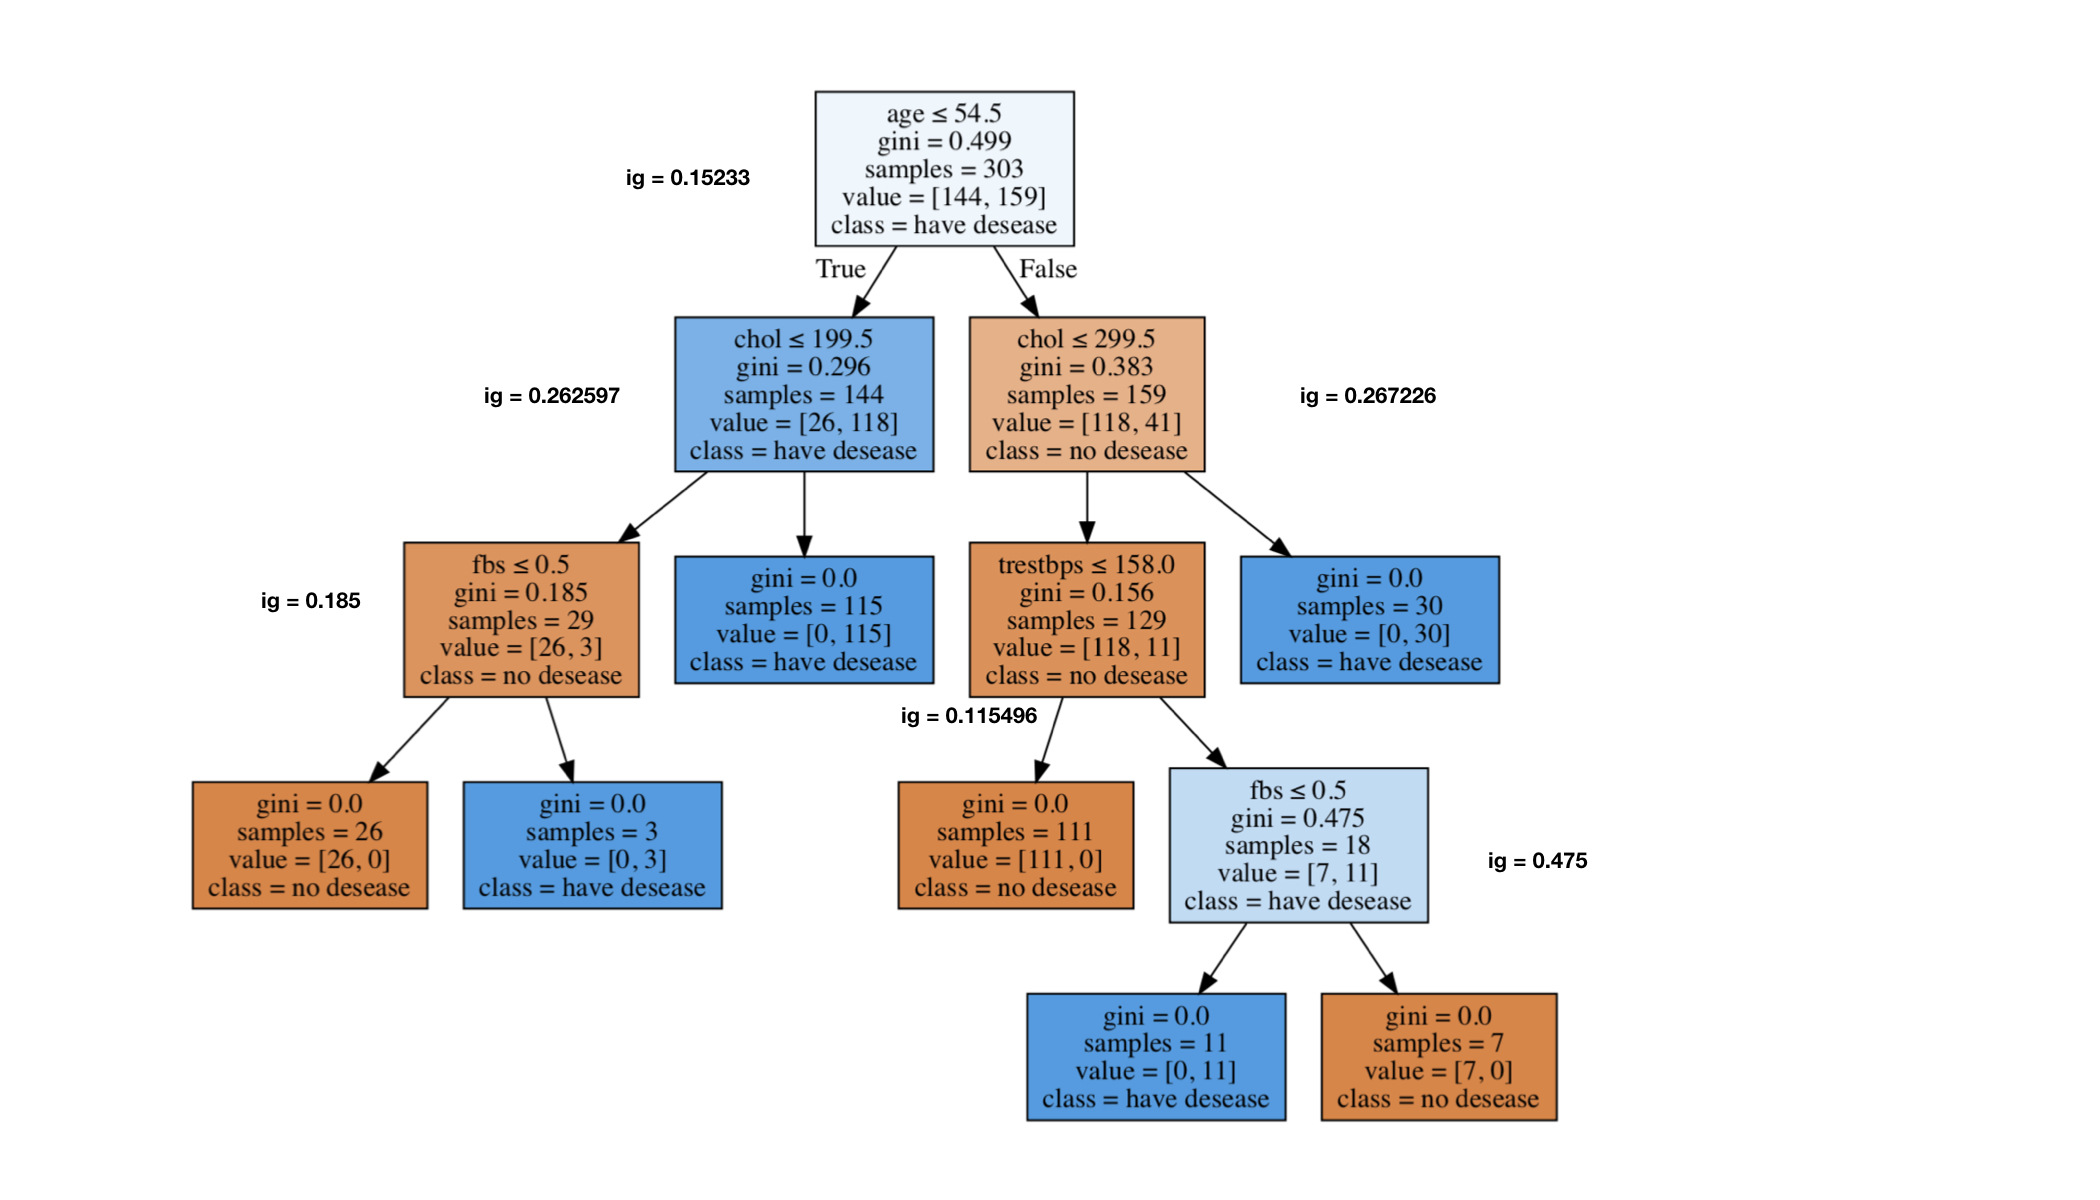 age ≤ 54.5
gini = 0.499
samples = 303
value = [144, 159]
class = have desease
ig = 0.15233
True
False
chol ≤ 199.5
gini = 0.296
samples = 144
value = [26, 118]
class = have desease
ig = 0.262597
chol ≤ 299.5
gini = 0.383
samples = 159
value = [118, 41]
class = no desease
ig = 0.267226
fbs ≤ 0.5
gini = 0.185
samples = 29
value = [26, 3]
class = no desease
ig = 0.185
gini = 0.0
samples = 115
value = [0, 115]
class = have desease
trestbps ≤ 158.0
gini = 0.156
samples = 129
value = [118, 11]
class = no desease
ig = 0.115496
gini = 0.0
samples = 30
value = [0, 30]
class = have desease
gini = 0.0
samples = 26
value = [26, 0]
class = no desease
gini = 0.0
samples = 3
value = [0, 3]
class = have desease
gini = 0.0
samples = 111
value = [111, 0]
class = no desease
fbs ≤ 0.5
gini = 0.475
samples = 18
value = [7, 11]
class = have desease
ig = 0.475
gini = 0.0
samples = 11
value = [0, 11]
class = have desease
gini = 0.0
samples = 7
value = [7, 0]
class = no desease